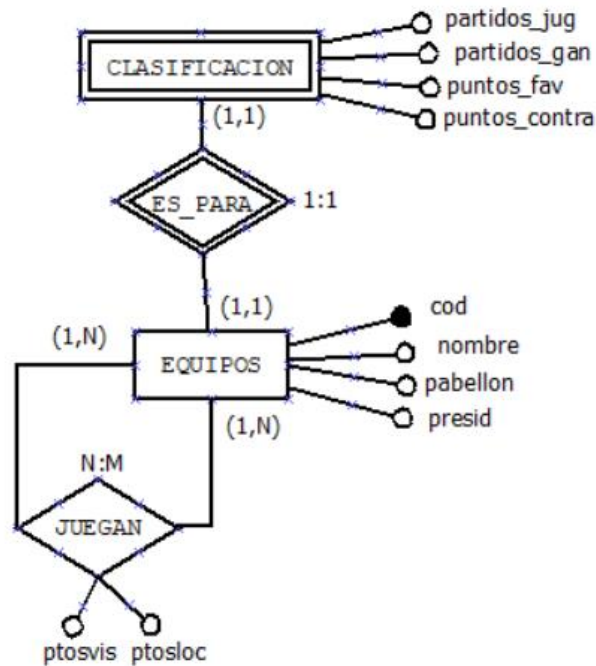 partidos_jug
CLASIFICACION
partidos_gan
puntos_fav
puntos_contra
(1,1)
ES_PARA
1:1
(1,1)
cod
(1,N)
nombre
EQUIPOS
pabellon
presid
(1,N)
N:M
JUEGAN
ptosvis
ptosloc